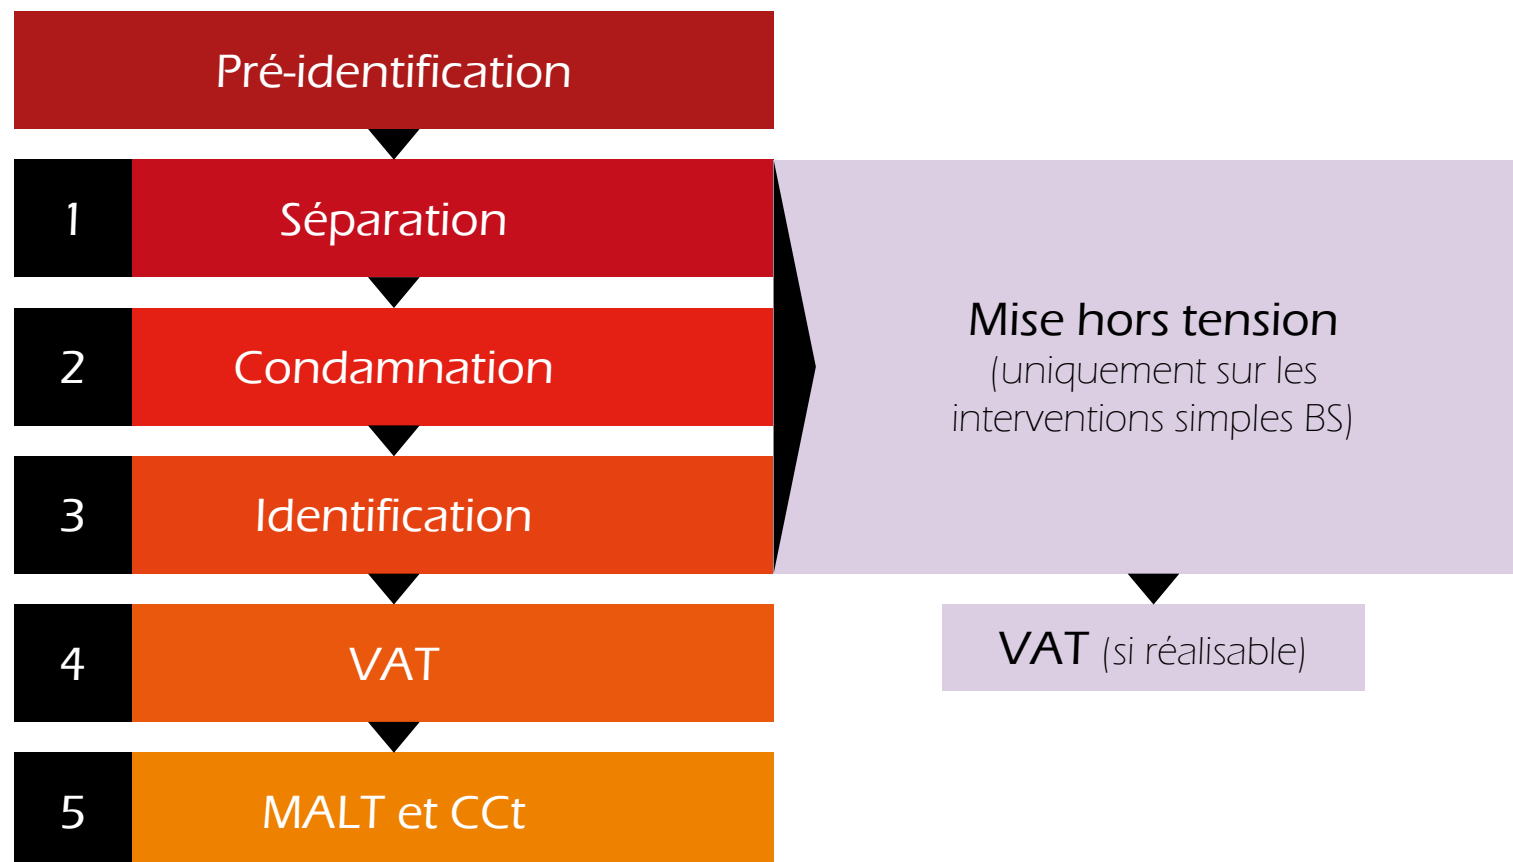 Pré-identification
1
Séparation
2
Condamnation
3
Identification
4
VAT
5
MALT et CCt
Mise hors tension
(uniquement sur les
interventions simples BS)
VAT (si réalisable)